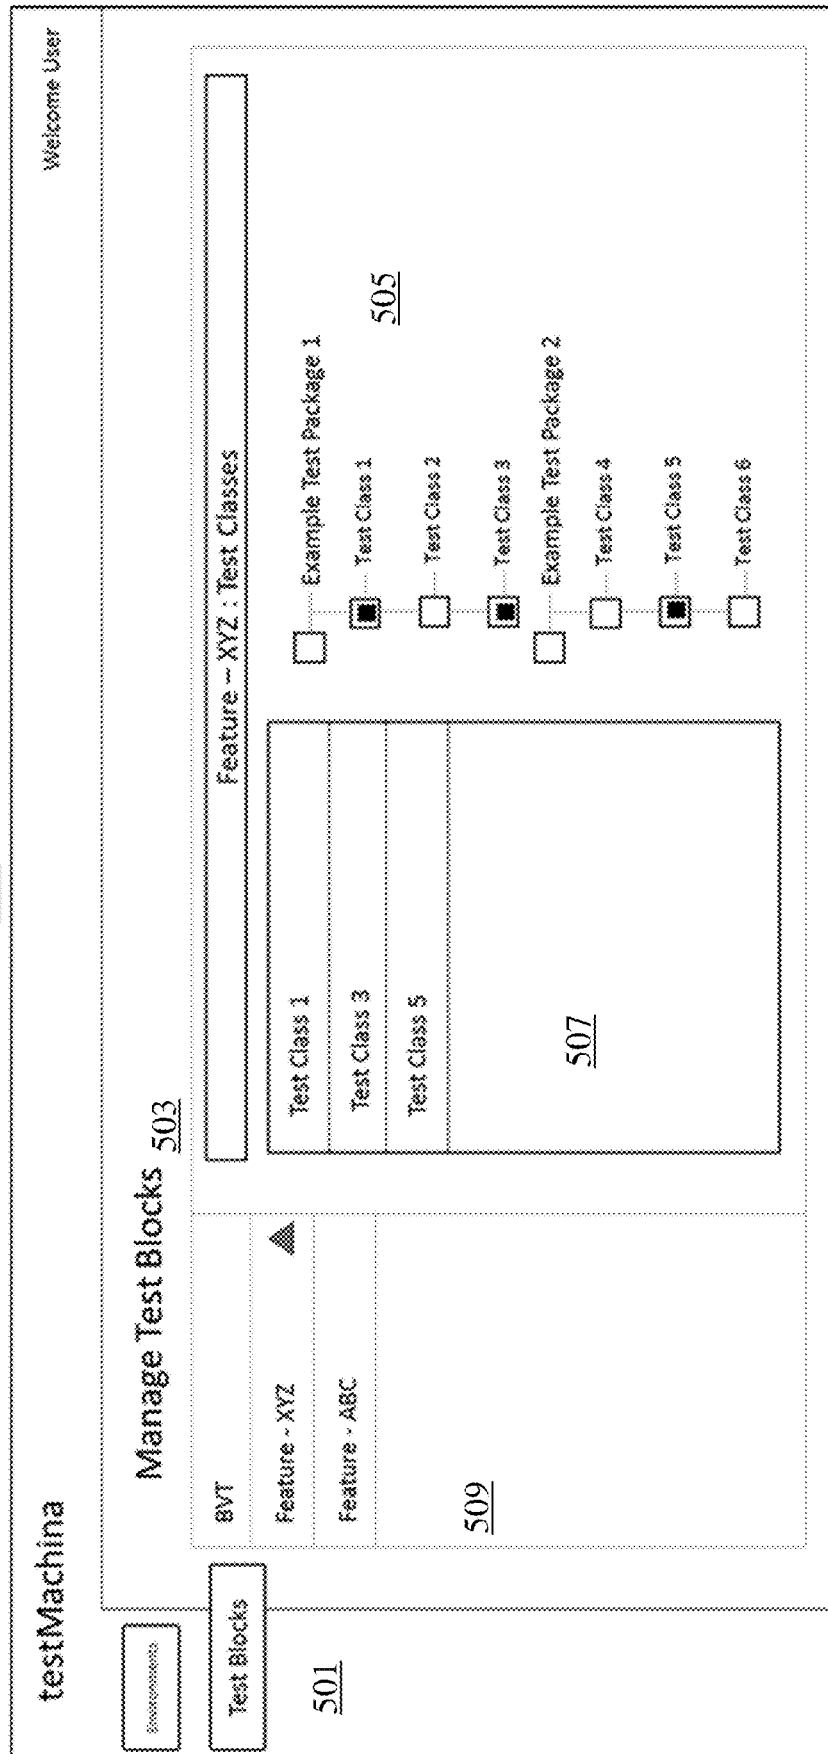 testMachina
Welcome User
Test Blocks
501
Manage Test Blocks
503
BVT
Feature - XYZ
Feature - ABC
509
Feature – XYZ : Test Classes
Test Class 1
Test Class 3
Test Class 5
507
Example Test Package 1
Test Class 1
Test Class 2
Test Class 3
Example Test Package 2
Test Class 4
Test Class 5
Test Class 6
505